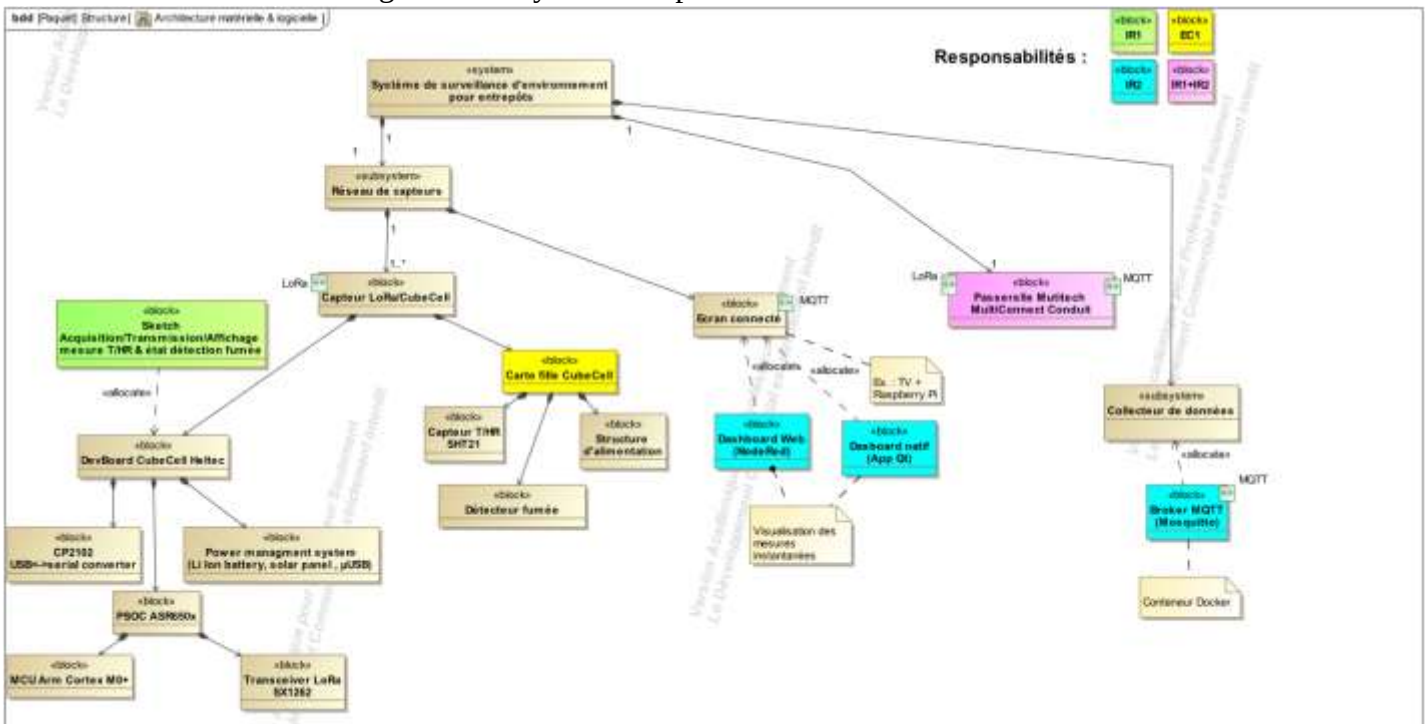 bdd [Paquet] Structure [ Architecture matérielle & logicielle ]
Responsabilités :
«block»
IR1
«block»
EC1
«block»
IR2
«block»
IR1+IR2
«system»
Système de surveillance d'environnement
pour entrepôts
1
1
1
«subsystem»
Réseau de capteurs
1
1..*
LoRa
«block»
Capteur LoRa/CubeCell
«block»
Sketch
Acquisition/Transmission/Affichage
mesure T/HR & état détection fumée
«allocate»
«block»
Ecran connecté
MQTT
LoRa
1
«block»
Passerelle Mutitech
MultiConnect Conduit
MQTT
«block»
Carte fille CubeCell
«allocate»
«allocate»
Ex : TV +
Raspberry Pi
«subsystem»
Collecteur de données
«block»
Capteur T/HR
SHT21
«block»
Structure
d'alimentation
«block»
Dashboard Web
(NodeRed)
«block»
Dasboard natif
(App Qt)
«allocate»
«block»
DevBoard CubeCell Heltec
«block»
Détecteur fumée
MQTT
«block»
Broker MQTT
(Mosquitto)
«block»
CP2102
USB<->serial converter
«block»
Power managment system
(Li Ion battery, solar panel , µUSB)
Visualisation des
mesures
instantanées
Conteneur Docker
«block»
PSOC ASR650x
«block»
MCU Arm Cortex M0+
«block»
Transceiver LoRa
SX1262